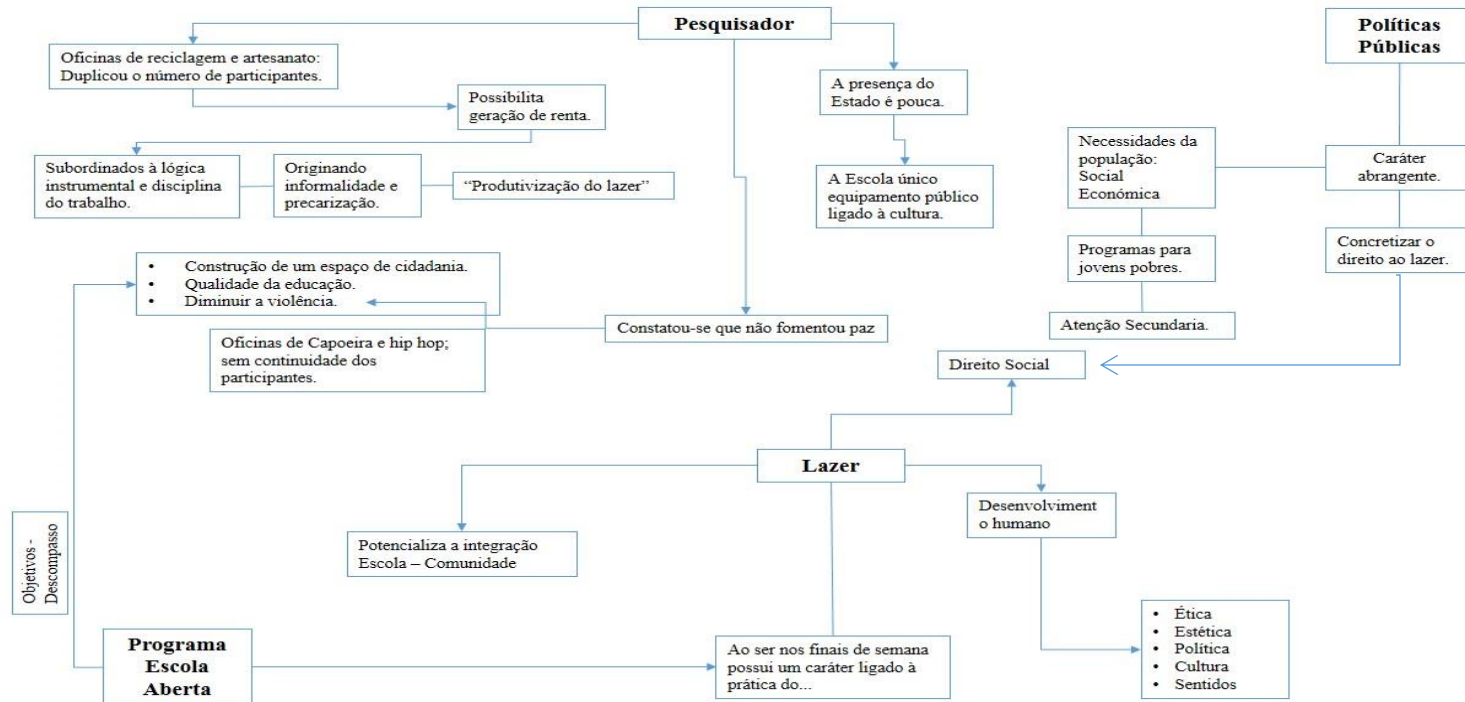 Pesquisador
Políticas
Públicas
Oficinas de reciclagem e artesanato:
Duplicou o número de participantes.
A presença do
Estado é pouca.
Possibilita
geração de renta.
Necessidades da
população:
Social
Económica
Caráter
abrangente.
Subordinados à lógica
instrumental e disciplina
do trabalho.
Originando
informalidade e
precarização.
“Produtivização do lazer”
A Escola único
equipamento público
ligado à cultura.
Programas para
jovens pobres.
Concretizar o
direito ao lazer.
• Construção de um espaço de cidadania.
• Qualidade da educação.
• Diminuir a violência.
Atenção Secundaria.
Constatou-se que não fomentou paz
Oficinas de Capoeira e hip hop;
sem continuidade dos
participantes.
Direito Social
Lazer
Desenvolviment
o humano
Potencializa a integração
Escola – Comunidade
Objetivos -
Descompasso
Programa
Escola
Aberta
Ao ser nos finais de semana
possui um caráter ligado à
prática do...
• Ética
• Estética
• Política
• Cultura
• Sentidos